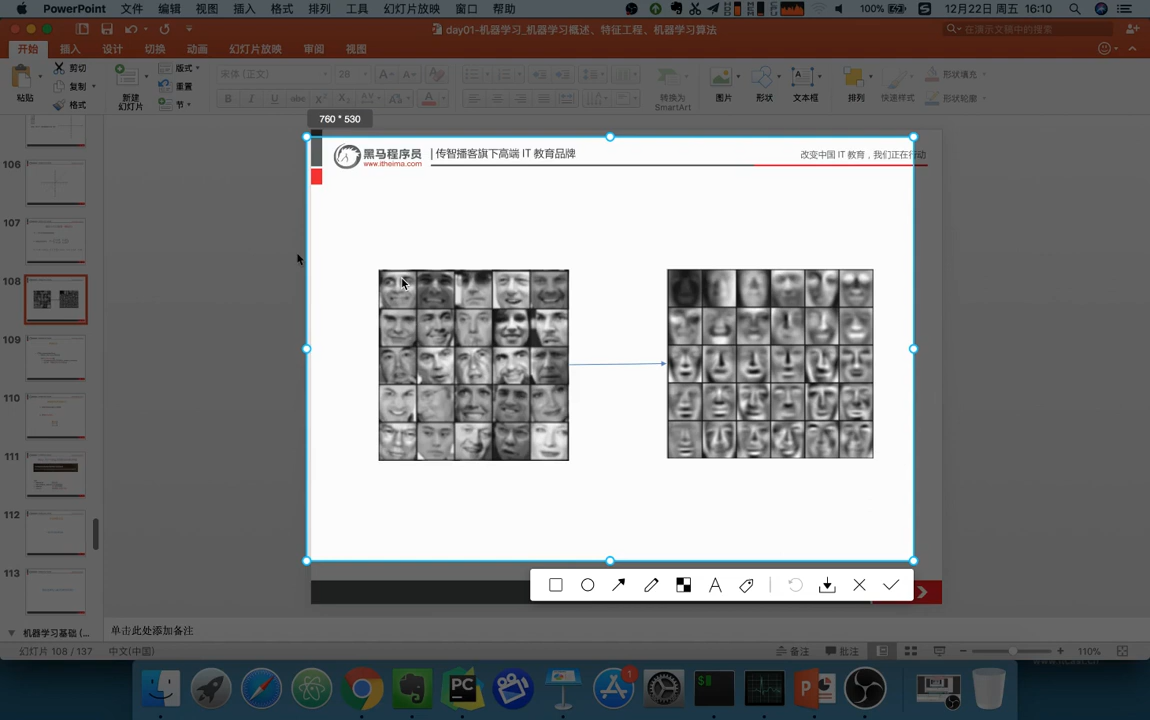 PowerPoint 文件 编辑 视图 插入 格式 排列 工具 幻灯片放映 窗口 帮助 100% 12月22日 周五 16:10
day01-机器学习_机器学习概述、特征工程、机器学习算法
在演示文稿中的搜索
开始 插入 设计 切换 动画 幻灯片放映 审阅 视图
粘贴
剪切
复制
格式
新建
幻灯片
版式
重置
节
宋体 (正文) 28
B I U abc X² X₂
转换为
SmartArt
图片
形状
文本框
排列
快速样式
形状填充
形状轮廓
760 * 530
黑马程序员
www.itheima.com
传智播客旗下高端 IT 教育品牌
改变中国 IT 教育，我们正在行动
106
107
108
109
110
111
112
113
机器学习基础 (...
单击此处添加备注
幻灯片 108 / 137 中文(中国)
备注 批注 110%